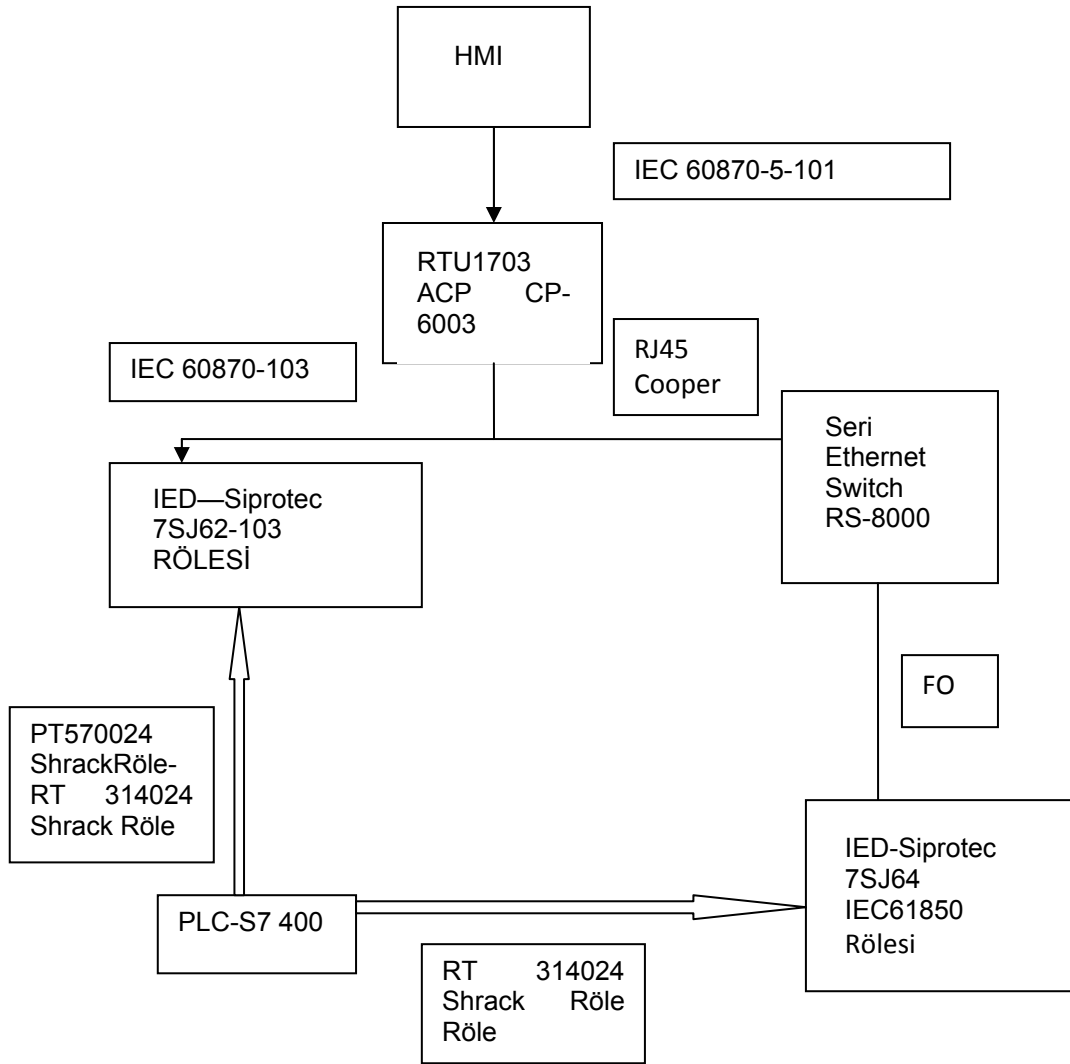 HMI
IEC 60870-5-101
RTU1703
ACP CP-
6003
RJ45
Cooper
IEC 60870-103
Seri
Ethernet
Switch
RS-8000
IED—Siprotec
7SJ62-103
RÖLESİ
FO
PT570024
ShrackRöle-
RT 314024
Shrack Röle
IED-Siprotec
7SJ64
IEC61850
Rölesi
PLC-S7 400
RT 314024
Shrack Röle
Röle